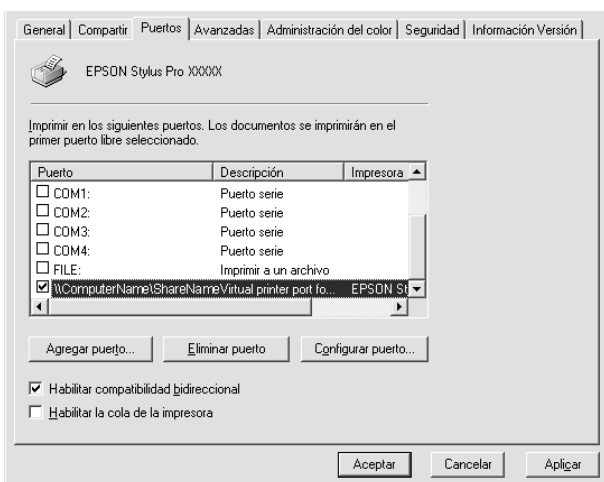 General Compartir Puertos Avanzadas Administración del color Seguridad Información Versión
EPSON Stylus Pro XXXXX
Imprimir en los siguientes puertos. Los documentos se imprimirán en el
primer puerto libre seleccionado.
Puerto Descripción Impresora
COM1: Puerto serie
COM2: Puerto serie
COM3: Puerto serie
COM4: Puerto serie
FILE: Imprimir a un archivo
\\ComputerName\ShareName Virtual printer port fo... EPSON St
Agregar puerto... Eliminar puerto Configurar puerto...
Habilitar compatibilidad bidireccional
Habilitar la cola de la impresora
Aceptar Cancelar Aplicar